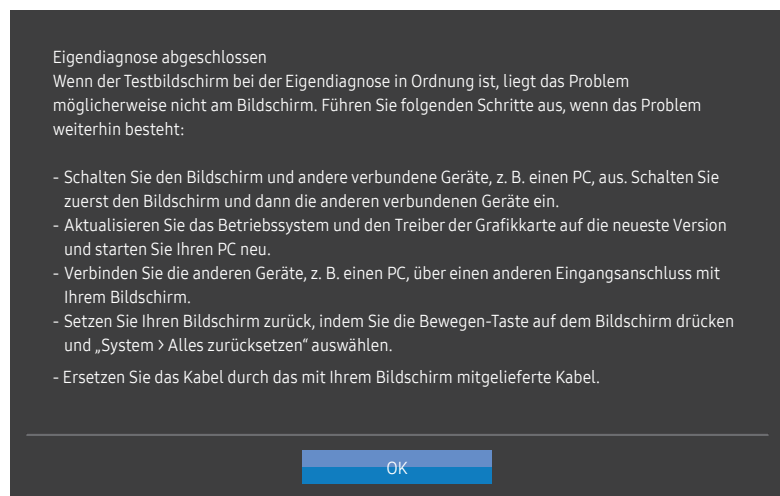 Eigendiagnose abgeschlossen
Wenn der Testbildschirm bei der Eigendiagnose in Ordnung ist, liegt das Problem
möglicherweise nicht am Bildschirm. Führen Sie folgenden Schritte aus, wenn das Problem
weiterhin besteht:
- Schalten Sie den Bildschirm und andere verbundene Geräte, z. B. einen PC, aus. Schalten Sie
zuerst den Bildschirm und dann die anderen verbundenen Geräte ein.
- Aktualisieren Sie das Betriebssystem und den Treiber der Grafikkarte auf die neueste Version
und starten Sie Ihren PC neu.
- Verbinden Sie die anderen Geräte, z. B. einen PC, über einen anderen Eingangsanschluss mit
Ihrem Bildschirm.
- Setzen Sie Ihren Bildschirm zurück, indem Sie die Bewegen-Taste auf dem Bildschirm drücken
und „System > Alles zurücksetzen“ auswählen.
- Ersetzen Sie das Kabel durch das mit Ihrem Bildschirm mitgelieferte Kabel.
OK